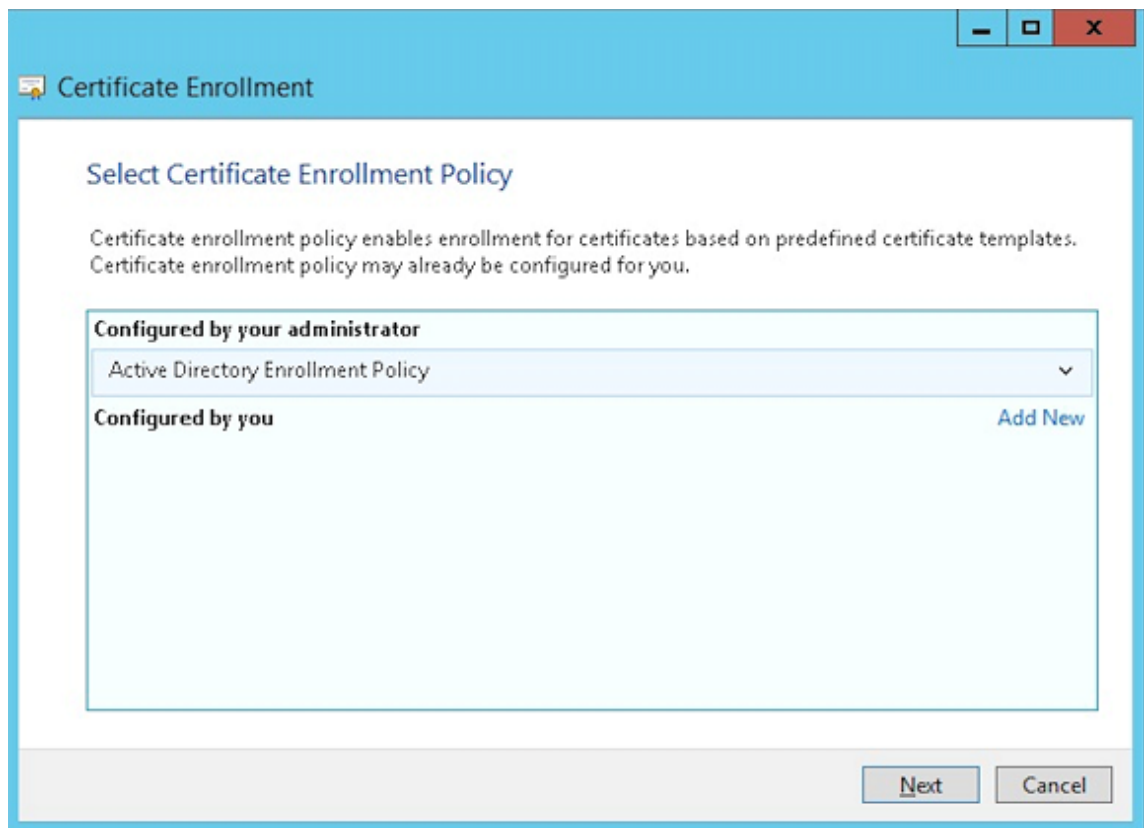 Certificate Enrollment
Select Certificate Enrollment Policy
Certificate enrollment policy enables enrollment for certificates based on predefined certificate templates.
Certificate enrollment policy may already be configured for you.
Configured by your administrator
Active Directory Enrollment Policy
Configured by you Add New
Next Cancel